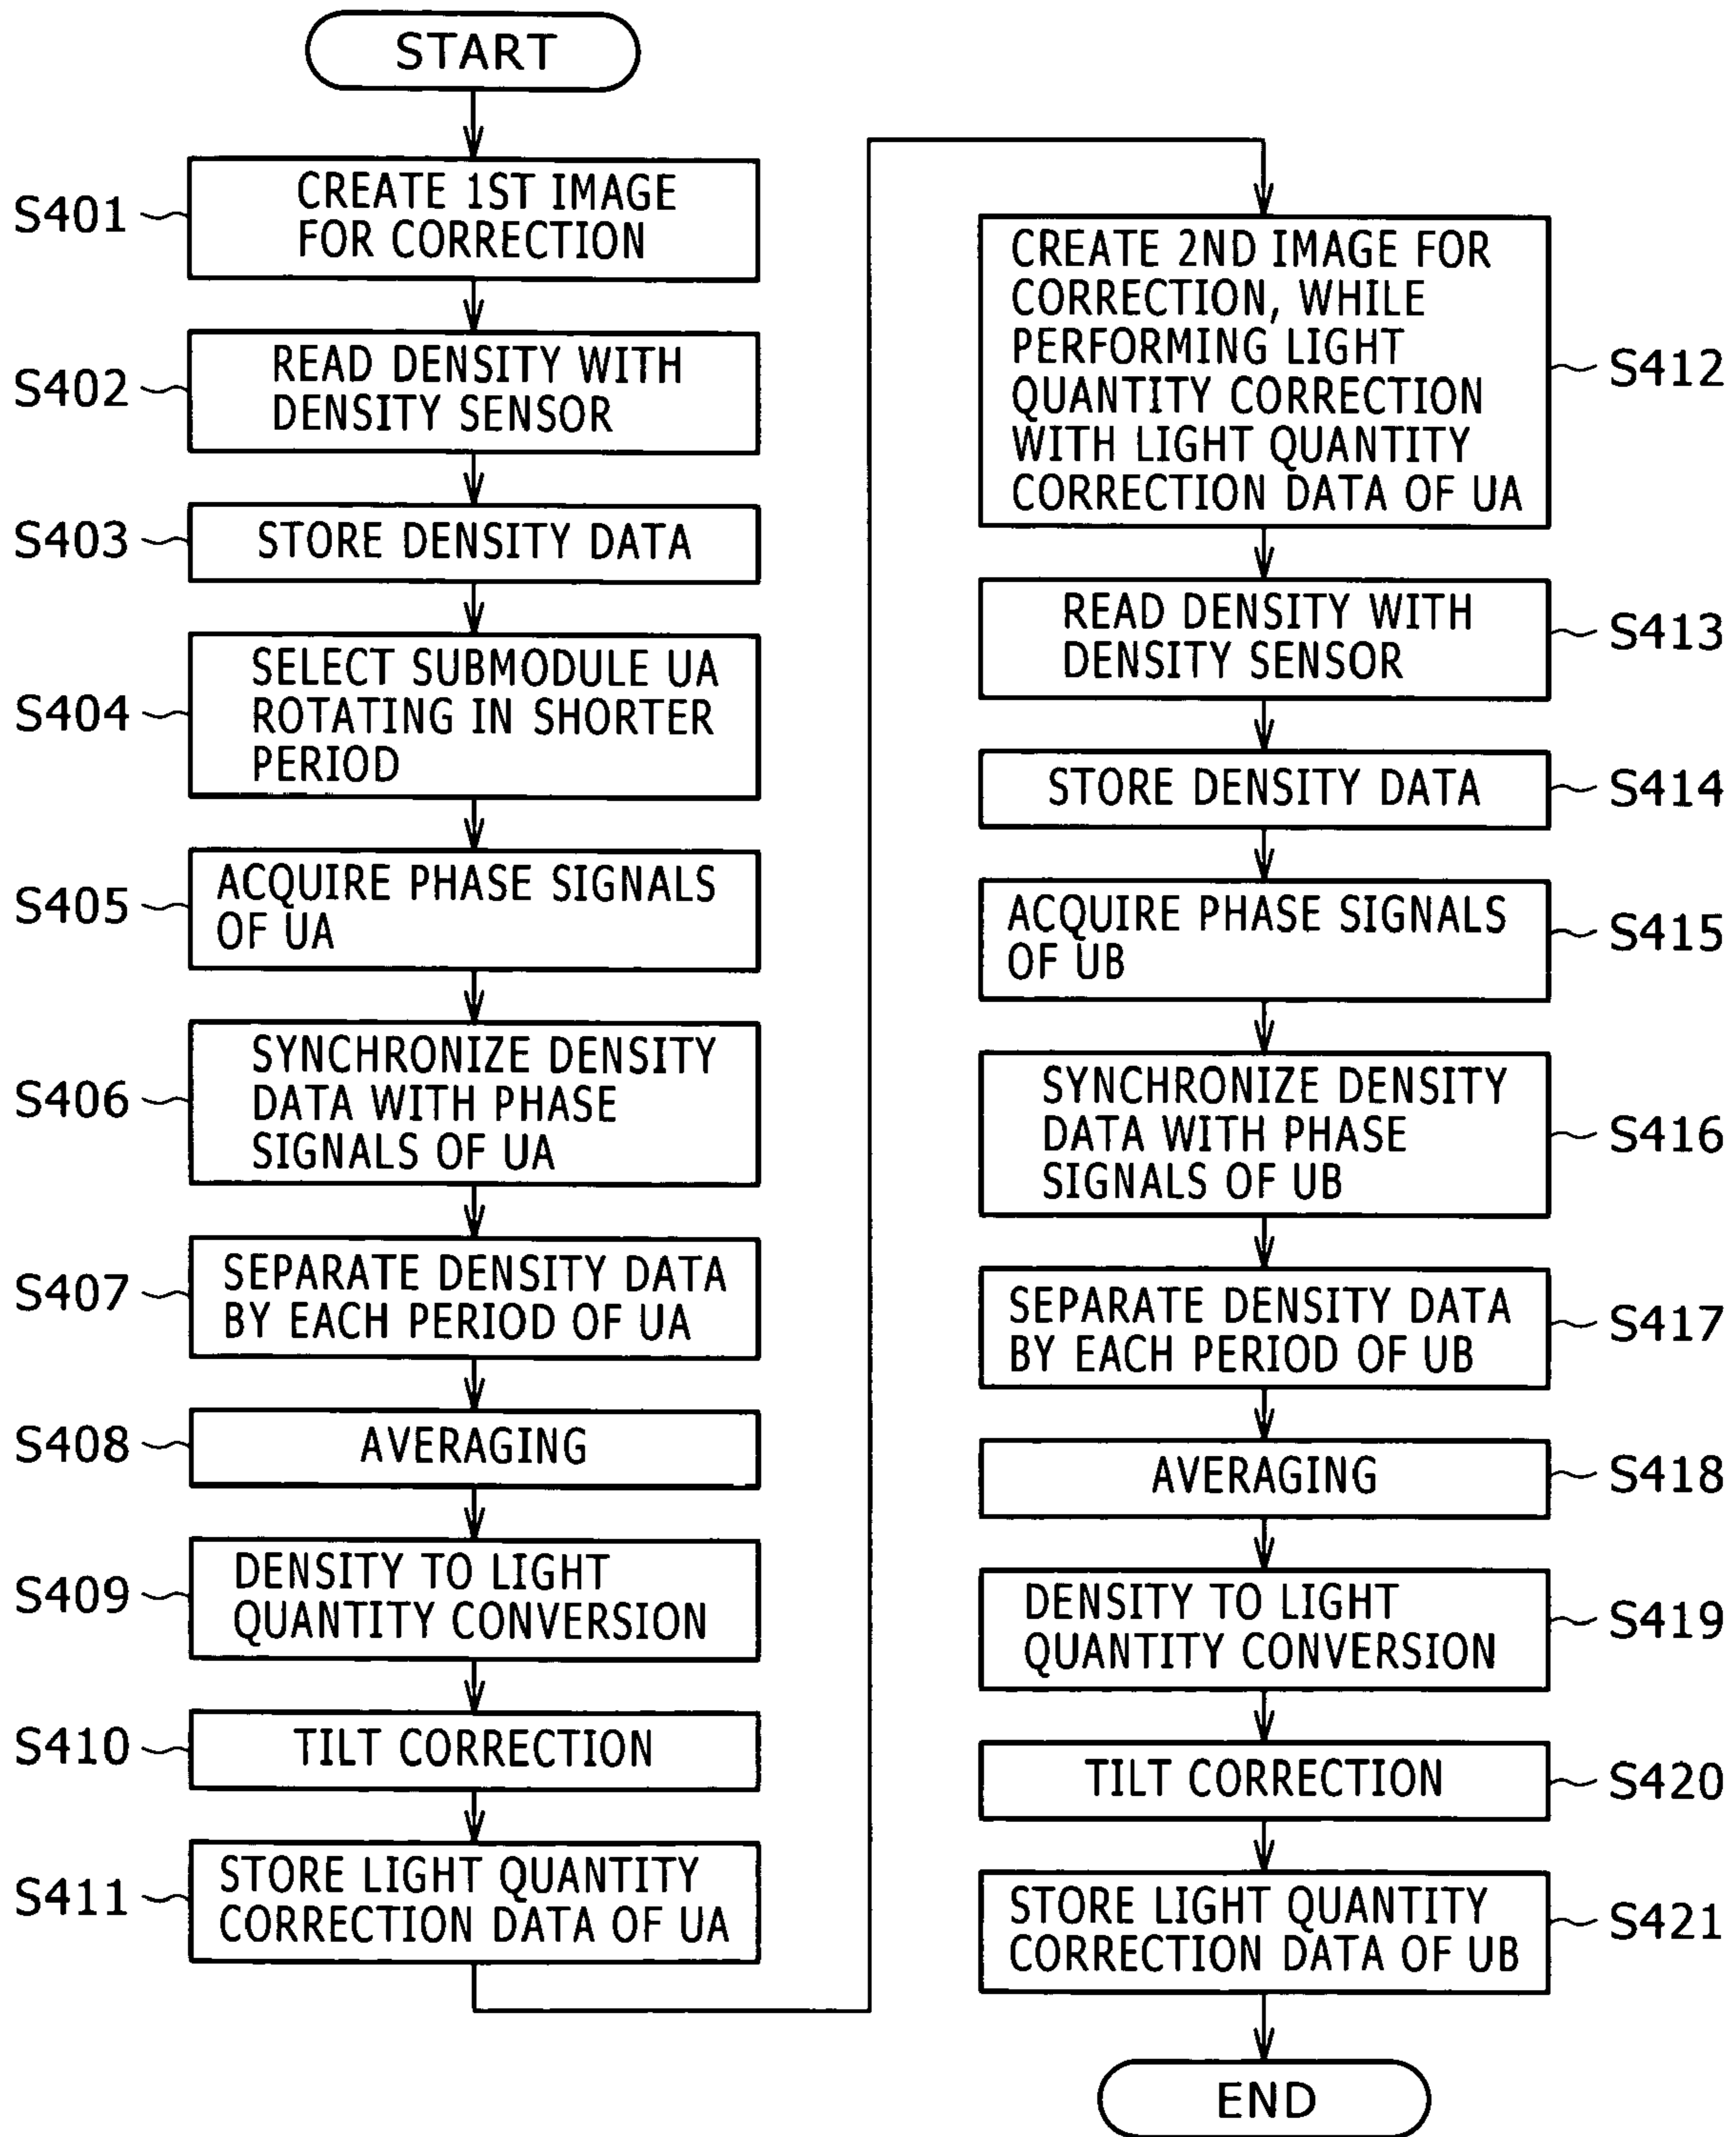 START
S401
CREATE 1ST IMAGE
FOR CORRECTION
S402
READ DENSITY WITH
DENSITY SENSOR
S403
STORE DENSITY DATA
S404
SELECT SUBMODULE UA
ROTATING IN SHORTER
PERIOD
S405
ACQUIRE PHASE SIGNALS
OF UA
S406
SYNCHRONIZE DENSITY
DATA WITH PHASE
SIGNALS OF UA
S407
SEPARATE DENSITY DATA
BY EACH PERIOD OF UA
S408
AVERAGING
S409
DENSITY TO LIGHT
QUANTITY CONVERSION
S410
TILT CORRECTION
S411
STORE LIGHT QUANTITY
CORRECTION DATA OF UA
CREATE 2ND IMAGE FOR
CORRECTION, WHILE
PERFORMING LIGHT
QUANTITY CORRECTION
WITH LIGHT QUANTITY
CORRECTION DATA OF UA
S412
READ DENSITY WITH
DENSITY SENSOR
S413
STORE DENSITY DATA
S414
ACQUIRE PHASE SIGNALS
OF UB
S415
SYNCHRONIZE DENSITY
DATA WITH PHASE
SIGNALS OF UB
S416
SEPARATE DENSITY DATA
BY EACH PERIOD OF UB
S417
AVERAGING
S418
DENSITY TO LIGHT
QUANTITY CONVERSION
S419
TILT CORRECTION
S420
STORE LIGHT QUANTITY
CORRECTION DATA OF UB
S421
END